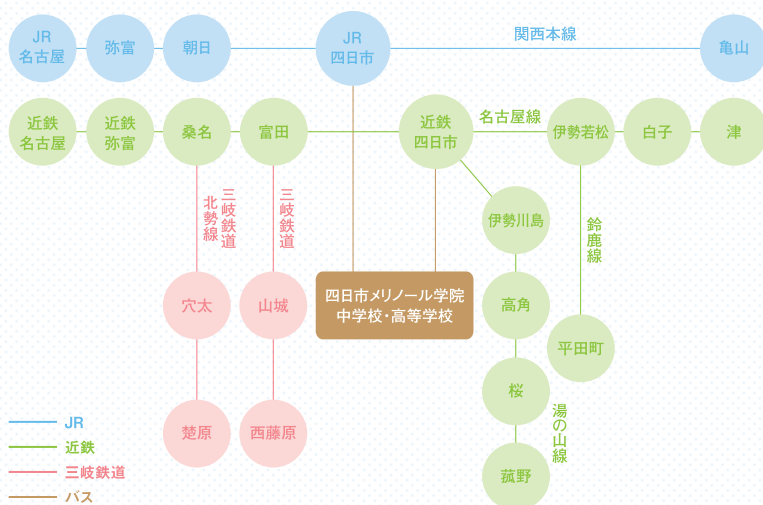 JR
名古屋
弥富
朝日
JR
四日市
関西本線
亀山
近鉄
名古屋
近鉄
弥富
桑名
富田
近鉄
四日市
名古屋線
伊勢若松
白子
津
三岐鉄道
北勢線
三岐鉄道
伊勢川島
鈴鹿線
穴太
山城
四日市メリノール学院
中学校・高等学校
高角
平田町
桜
湯の山線
楚原
西藤原
菰野
JR
近鉄
三岐鉄道
バス